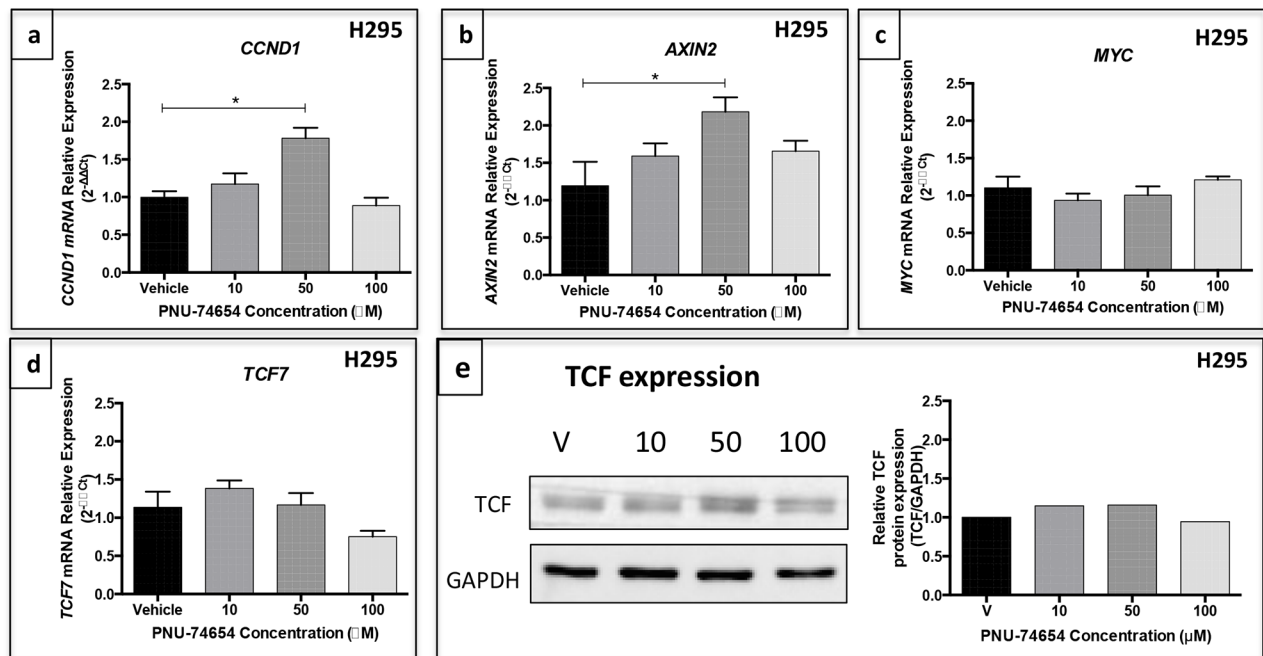 a
H295
CCND1
CCND1 mRNA Relative Expression
(2-ΔΔCt)
2.5
2.0
1.5
1.0
0.5
0.0
*
Vehicle 10 50 100
PNU-74654 Concentration (□M)
b
H295
AXIN2
AXIN2 mRNA Relative Expression
(2-□□Ct)
2.5
2.0
1.5
1.0
0.5
0.0
*
Vehicle 10 50 100
PNU-74654 Concentration (□M)
c
H295
MYC
MYC mRNA Relative Expression
(2-□□Ct)
2.5
2.0
1.5
1.0
0.5
0.0
Vehicle 10 50 100
PNU-74654 Concentration (□M)
d
H295
TCF7
TCF7 mRNA Relative Expression
(2-□□Ct)
2.5
2.0
1.5
1.0
0.5
0.0
Vehicle 10 50 100
PNU-74654 Concentration (□M)
e
H295
TCF expression
V 10 50 100
TCF
GAPDH
Relative TCF
protein expression
(TCF/GAPDH)
2.5
2.0
1.5
1.0
0.5
0.0
V 10 50 100
PNU-74654 Concentration (µM)